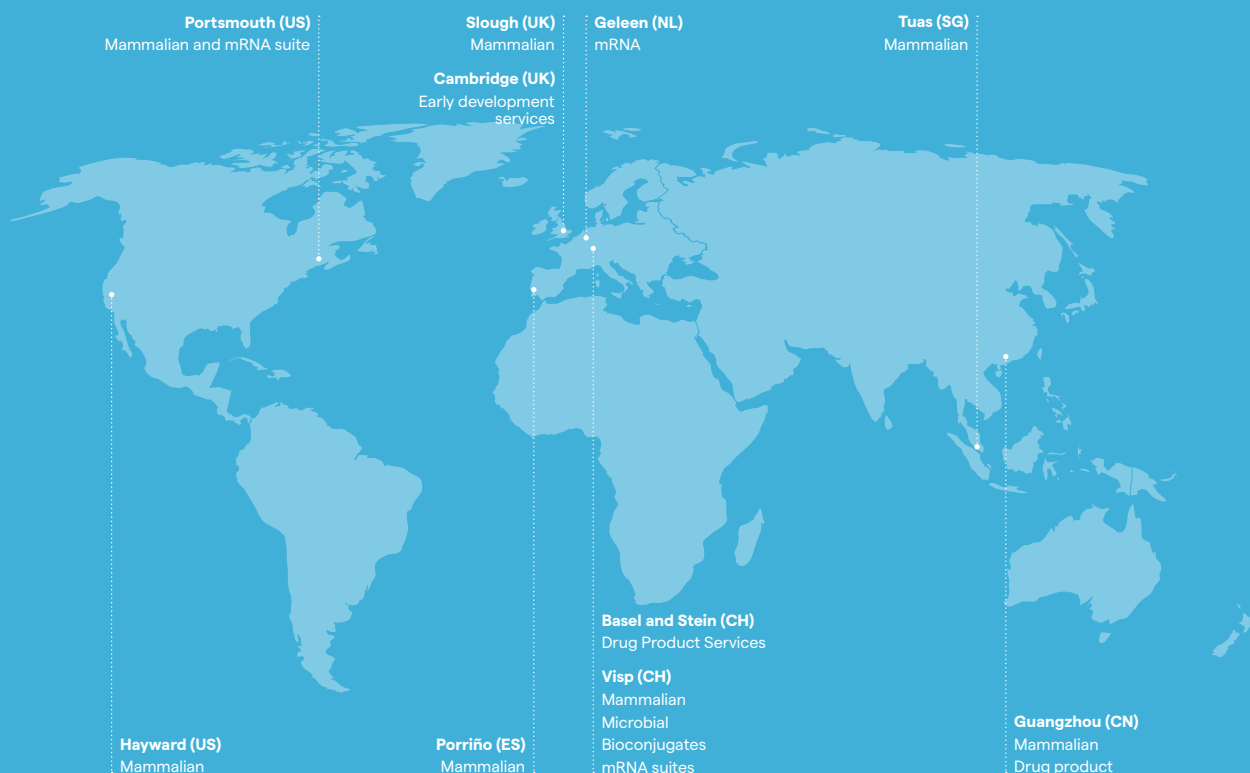 Portsmouth (US)
Mammalian and mRNA suite
Slough (UK)
Mammalian
Cambridge (UK)
Early development
services
Geleen (NL)
mRNA
Tuas (SG)
Mammalian
Hayward (US)
Mammalian
Porriño (ES)
Mammalian
Basel and Stein (CH)
Drug Product Services
Visp (CH)
Mammalian
Microbial
Bioconjugates
mRNA suites
Guangzhou (CN)
Mammalian
Drug product